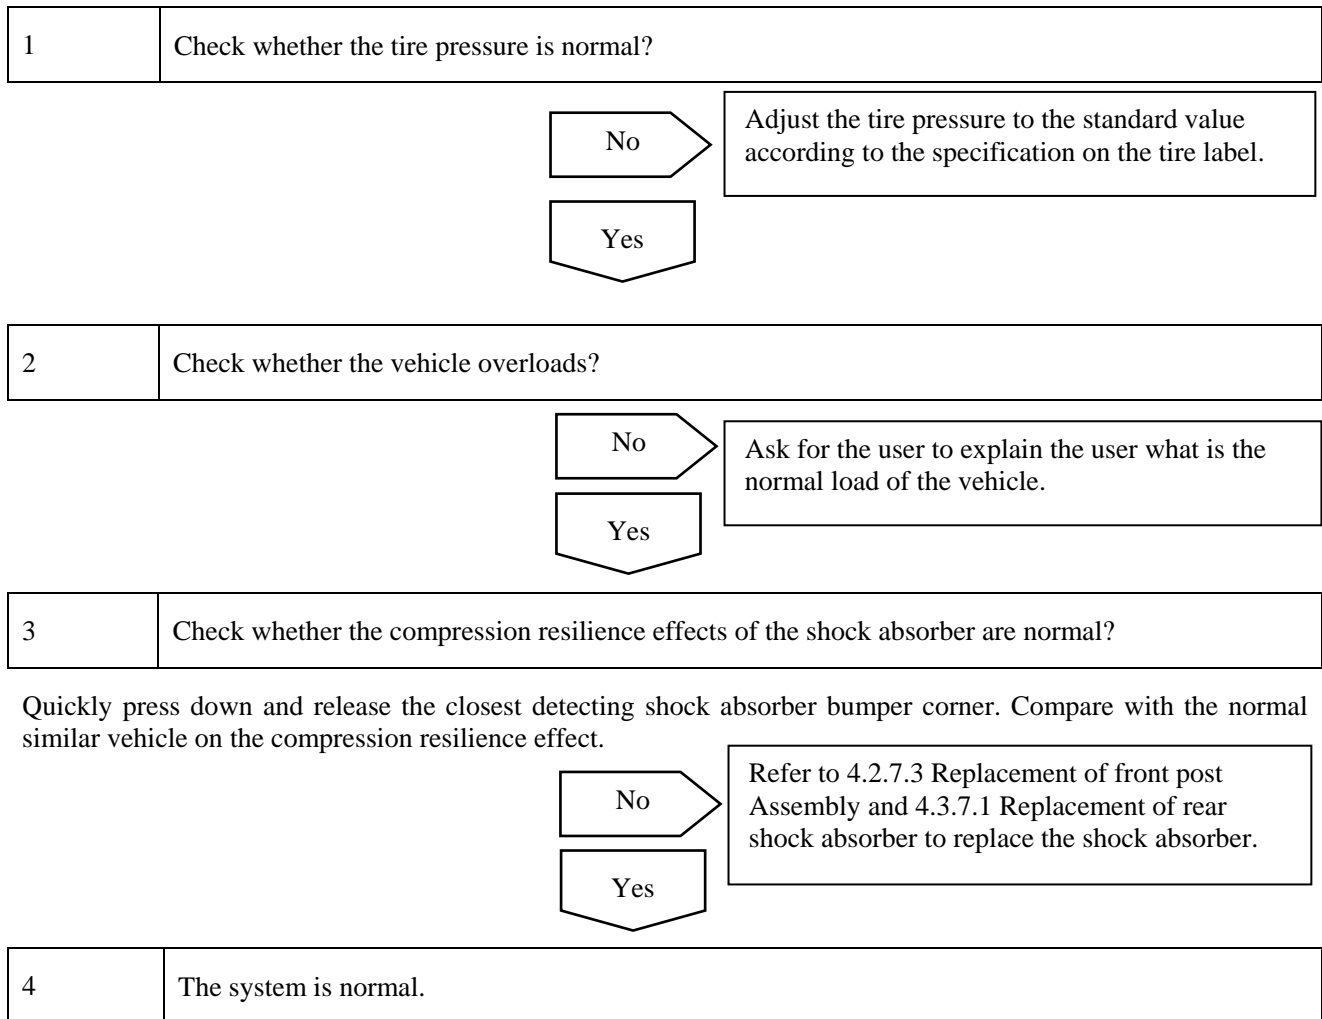 1 Check whether the tire pressure is normal?
No
Adjust the tire pressure to the standard value
according to the specification on the tire label.
Yes
2 Check whether the vehicle overloads?
No
Ask for the user to explain the user what is the
normal load of the vehicle.
Yes
3 Check whether the compression resilience effects of the shock absorber are normal?
Quickly press down and release the closest detecting shock absorber bumper corner. Compare with the normal
similar vehicle on the compression resilience effect.
No
Refer to 4.2.7.3 Replacement of front post
Assembly and 4.3.7.1 Replacement of rear
shock absorber to replace the shock absorber.
Yes
4 The system is normal.